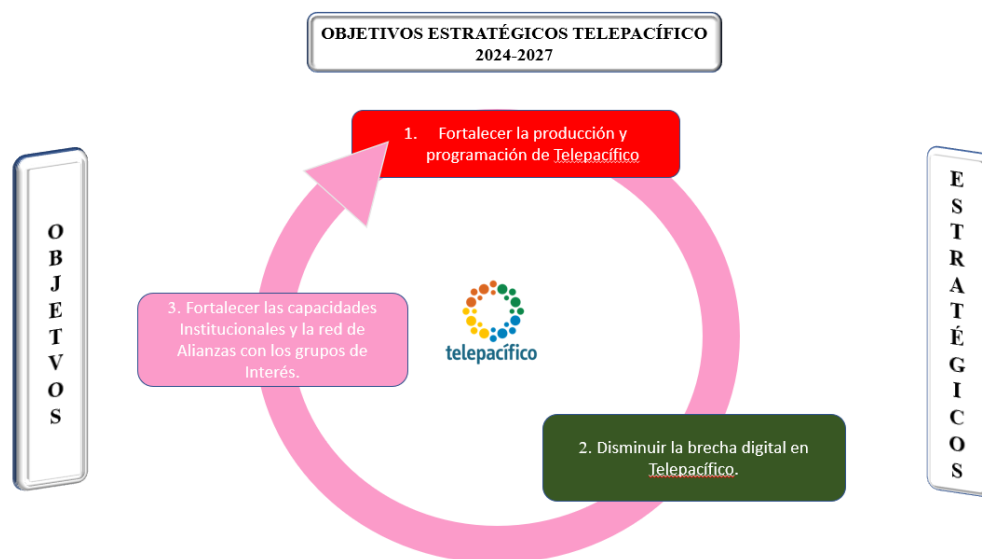 OBJETIVOS ESTRATÉGICOS TELEPACÍFICO
2024-2027
1. Fortalecer la producción y
programación de Telepacífico
O
B
J
E
T
V
O
S
E
S
T
R
A
T
É
G
I
C
O
S
3. Fortalecer las capacidades
Institucionales y la red de
Alianzas con los grupos de
Interés.
telepacífico
2. Disminuir la brecha digital en
Telepacífico.